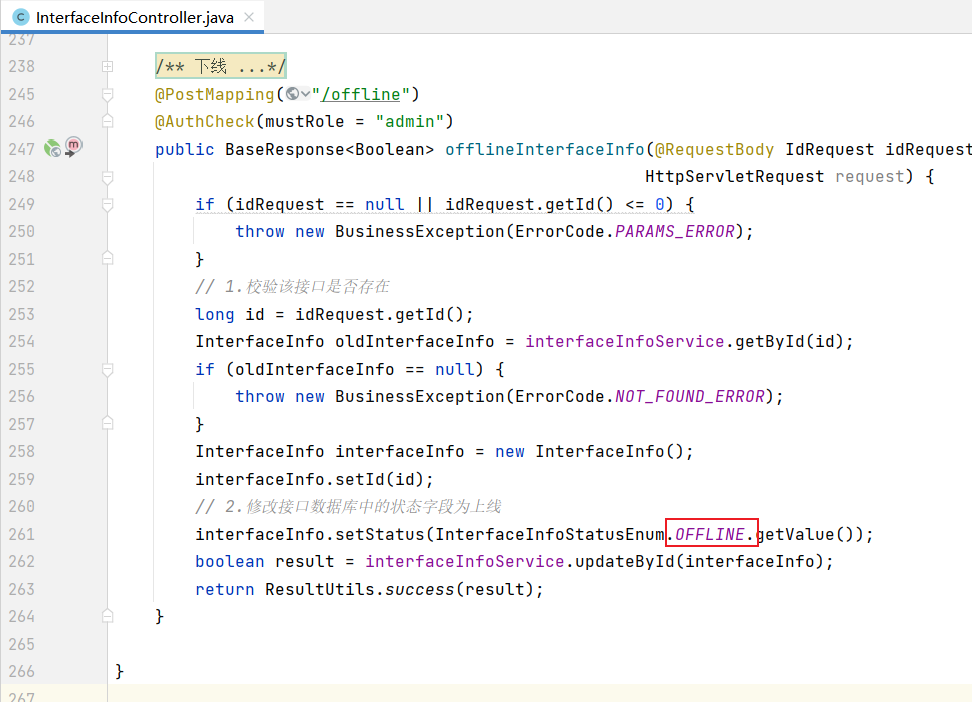 InterfaceInfoController.java
237
238 /** 下线 ...*/
245 @PostMapping("/offline")
246 @AuthCheck(mustRole = "admin")
247 public BaseResponse<Boolean> offlineInterfaceInfo(@RequestBody IdRequest idRequest
248 HttpServletRequest request) {
249 if (idRequest == null || idRequest.getId() <= 0) {
250 throw new BusinessException(ErrorCode.PARAMS_ERROR);
251 }
252 // 1.校验该接口是否存在
253 long id = idRequest.getId();
254 InterfaceInfo oldInterfaceInfo = interfaceInfoService.getById(id);
255 if (oldInterfaceInfo == null) {
256 throw new BusinessException(ErrorCode.NOT_FOUND_ERROR);
257 }
258 InterfaceInfo interfaceInfo = new InterfaceInfo();
259 interfaceInfo.setId(id);
260 // 2.修改接口数据库中的状态字段为上线
261 interfaceInfo.setStatus(InterfaceInfoStatusEnum.OFFLINE.getValue());
262 boolean result = interfaceInfoService.updateById(interfaceInfo);
263 return ResultUtils.success(result);
264 }
265
266 }
267